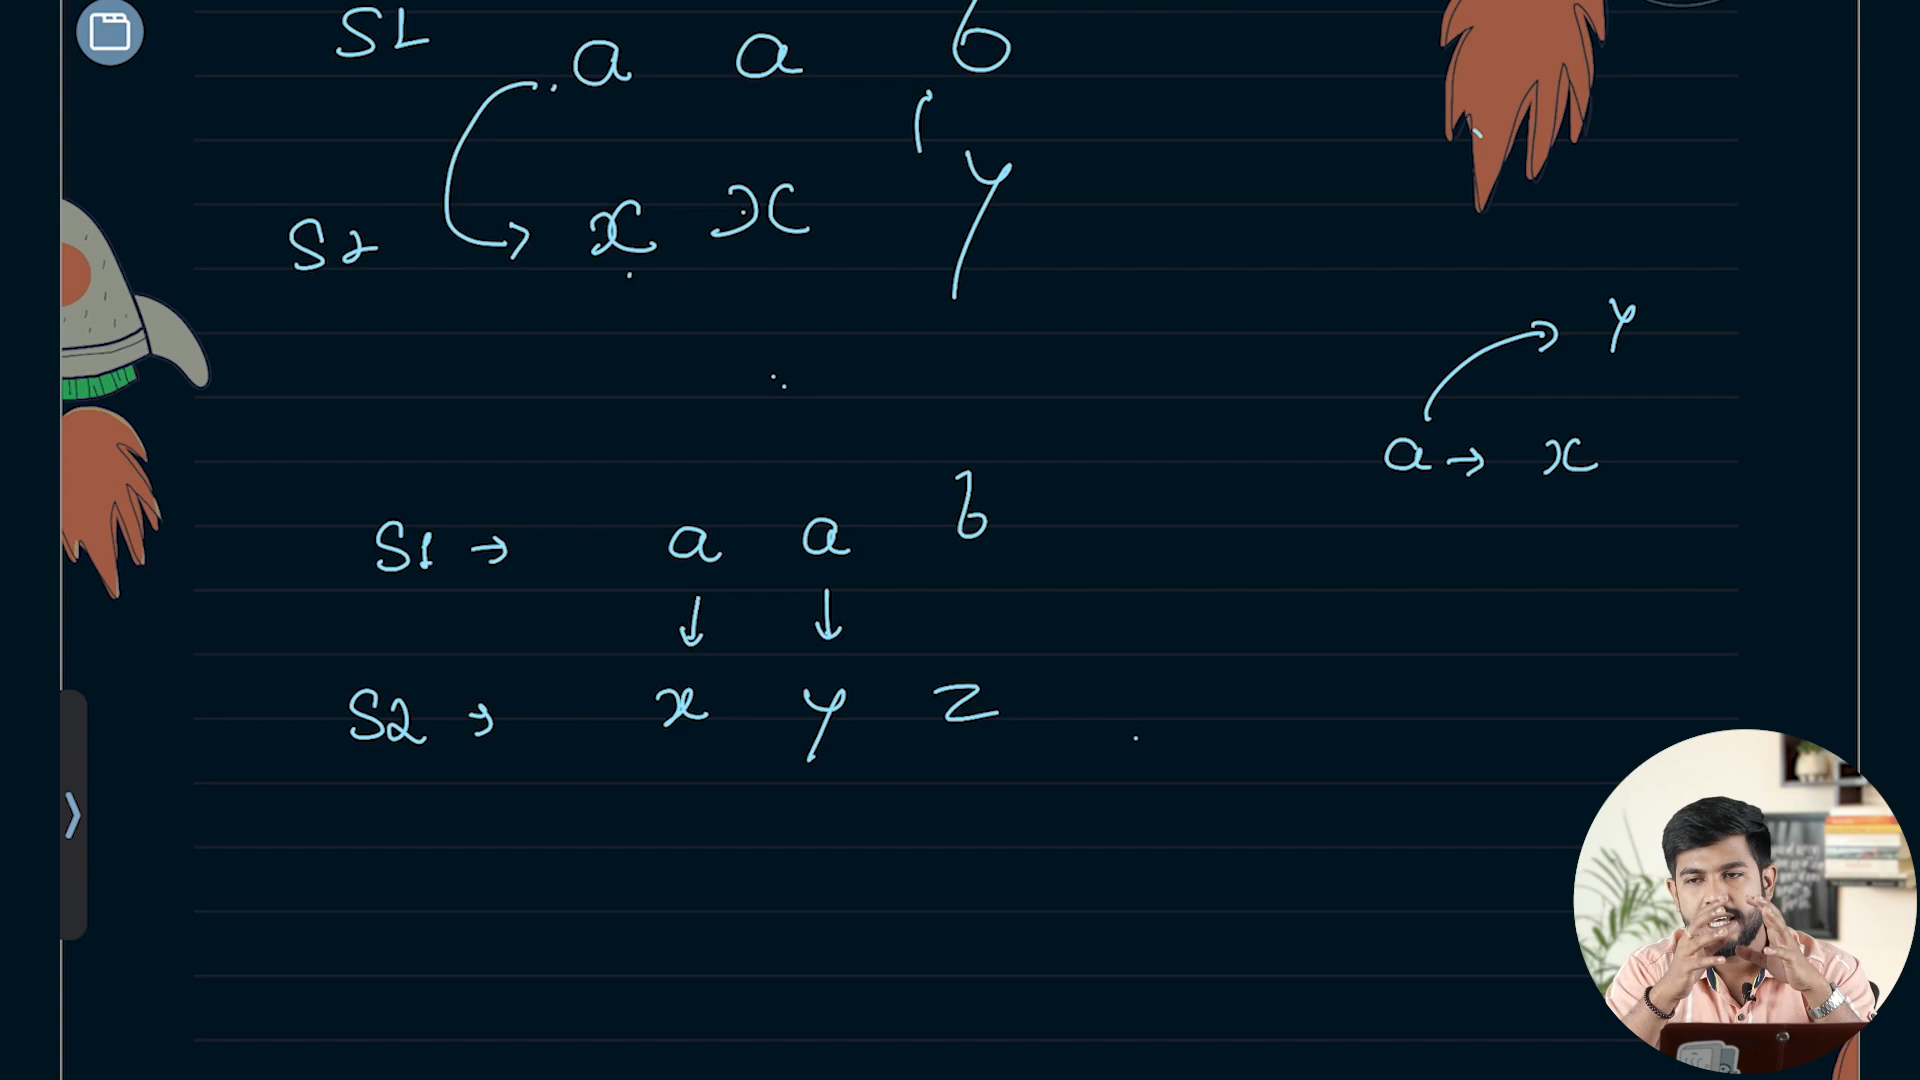 S1 a a b
S2 x x y
y
a → x
S1 → a a b
S2 → x y z